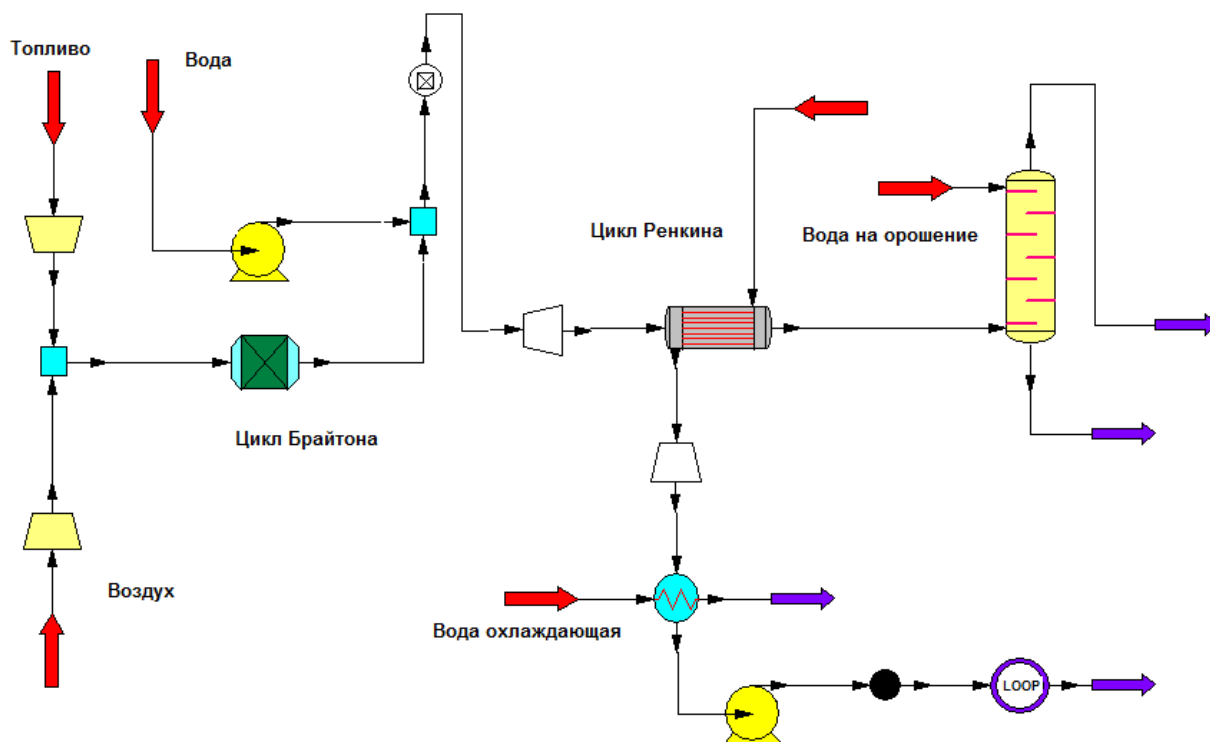 Топливо
Вода
Цикл Ренкина
Вода на орошение
Цикл Брайтона
Воздух
Вода охлаждающая
LOOP